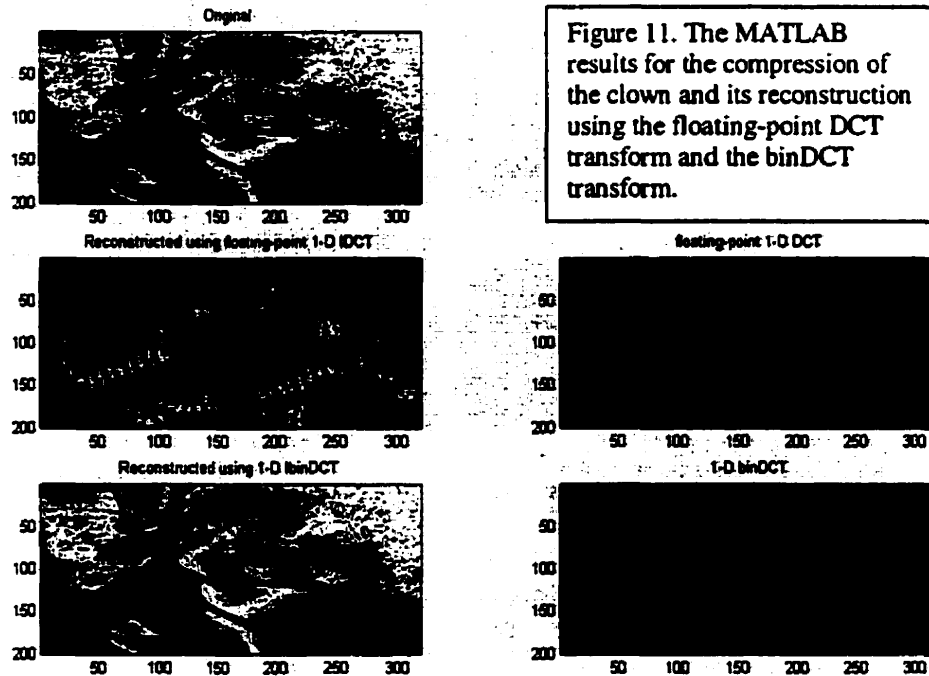 Original
50
100
150
200
50 100 150 200 250 300
Figure 11. The MATLAB
results for the compression of
the clown and its reconstruction
using the floating-point DCT
transform and the binDCT
transform.
Reconstructed using floating-point 1-D IDCT
50
100
150
200
50 100 150 200 250 300
floating-point 1-D DCT
50
100
150
200
50 100 150 200 250 300
Reconstructed using 1-D IbinDCT
50
100
150
200
50 100 150 200 250 300
1-D binDCT
50
100
150
200
50 100 150 200 250 300